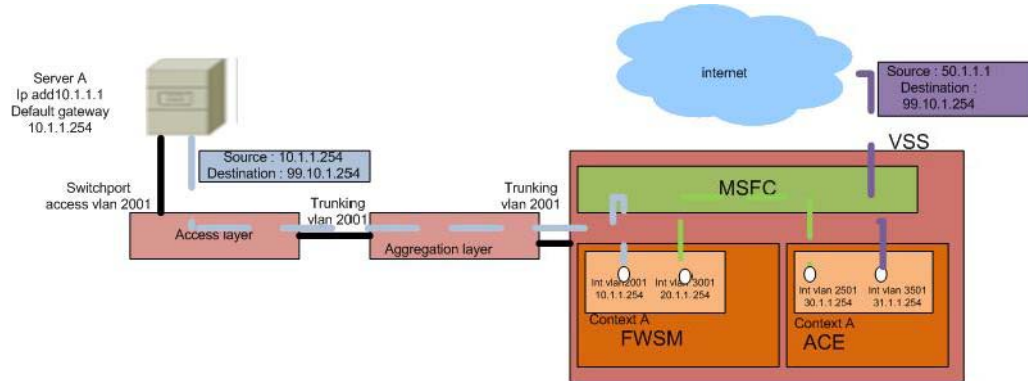 Server A
Ip add10.1.1.1
Default gateway
10.1.1.254
Source : 10.1.1.254
Destination : 99.10.1.254
Switchport
access vlan 2001
Access layer
Trunking
vlan 2001
Aggregation layer
Trunking
vlan 2001
internet
Source : 50.1.1.1
Destination :
99.10.1.254
VSS
MSFC
Int vlan2001
10.1.1.254
Int vlan 3001
20.1.1. 254
Context A
FWSM
Int vlan 2501
30.1.1.254
Int vlan 3501
31.1.1.254
Context A
ACE